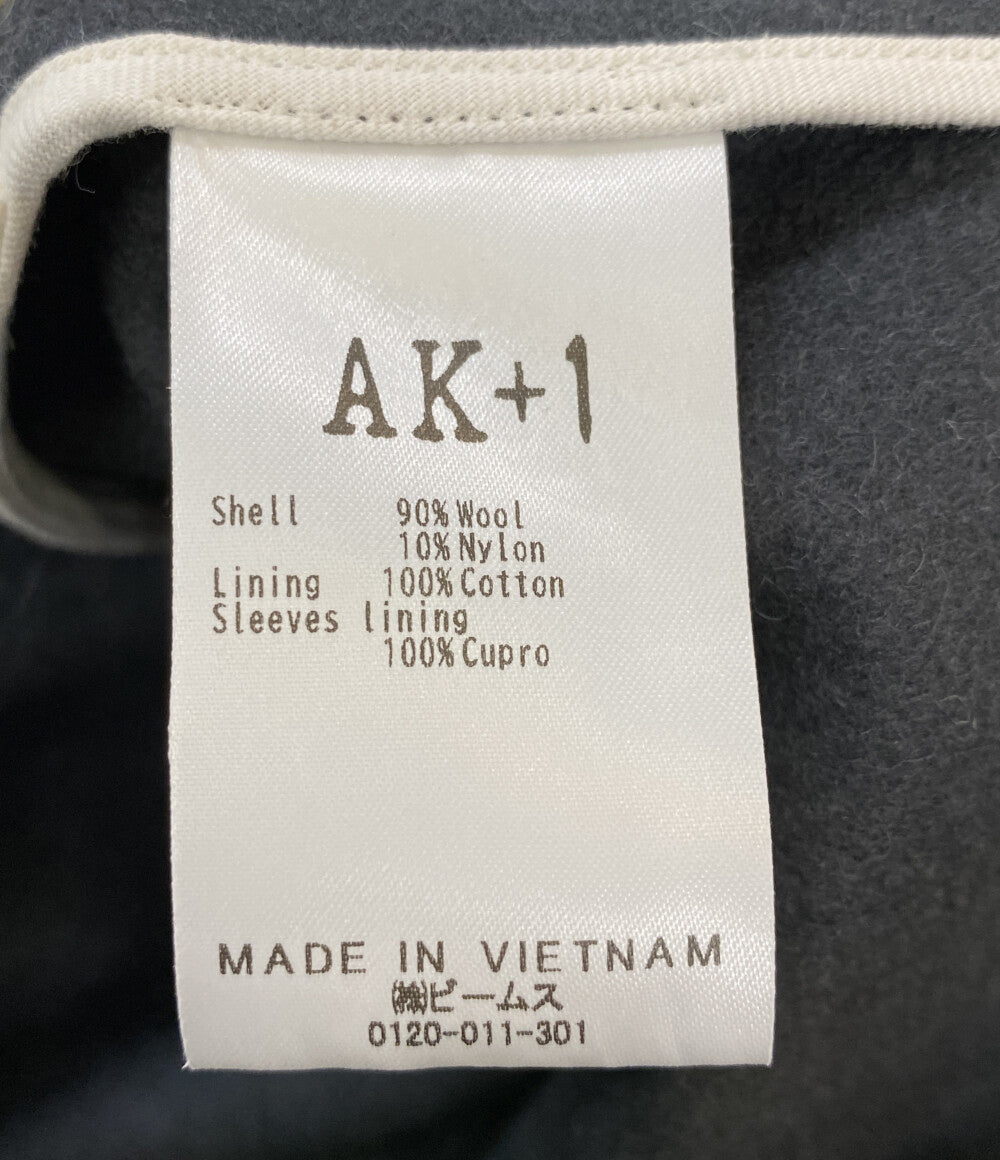 AK+1
Shell 90% Wool
10% Nylon
Lining 100% Cotton
Sleeves lining
100% Cupro
MADE IN VIETNAM
㈱ビームス
0120-011-301